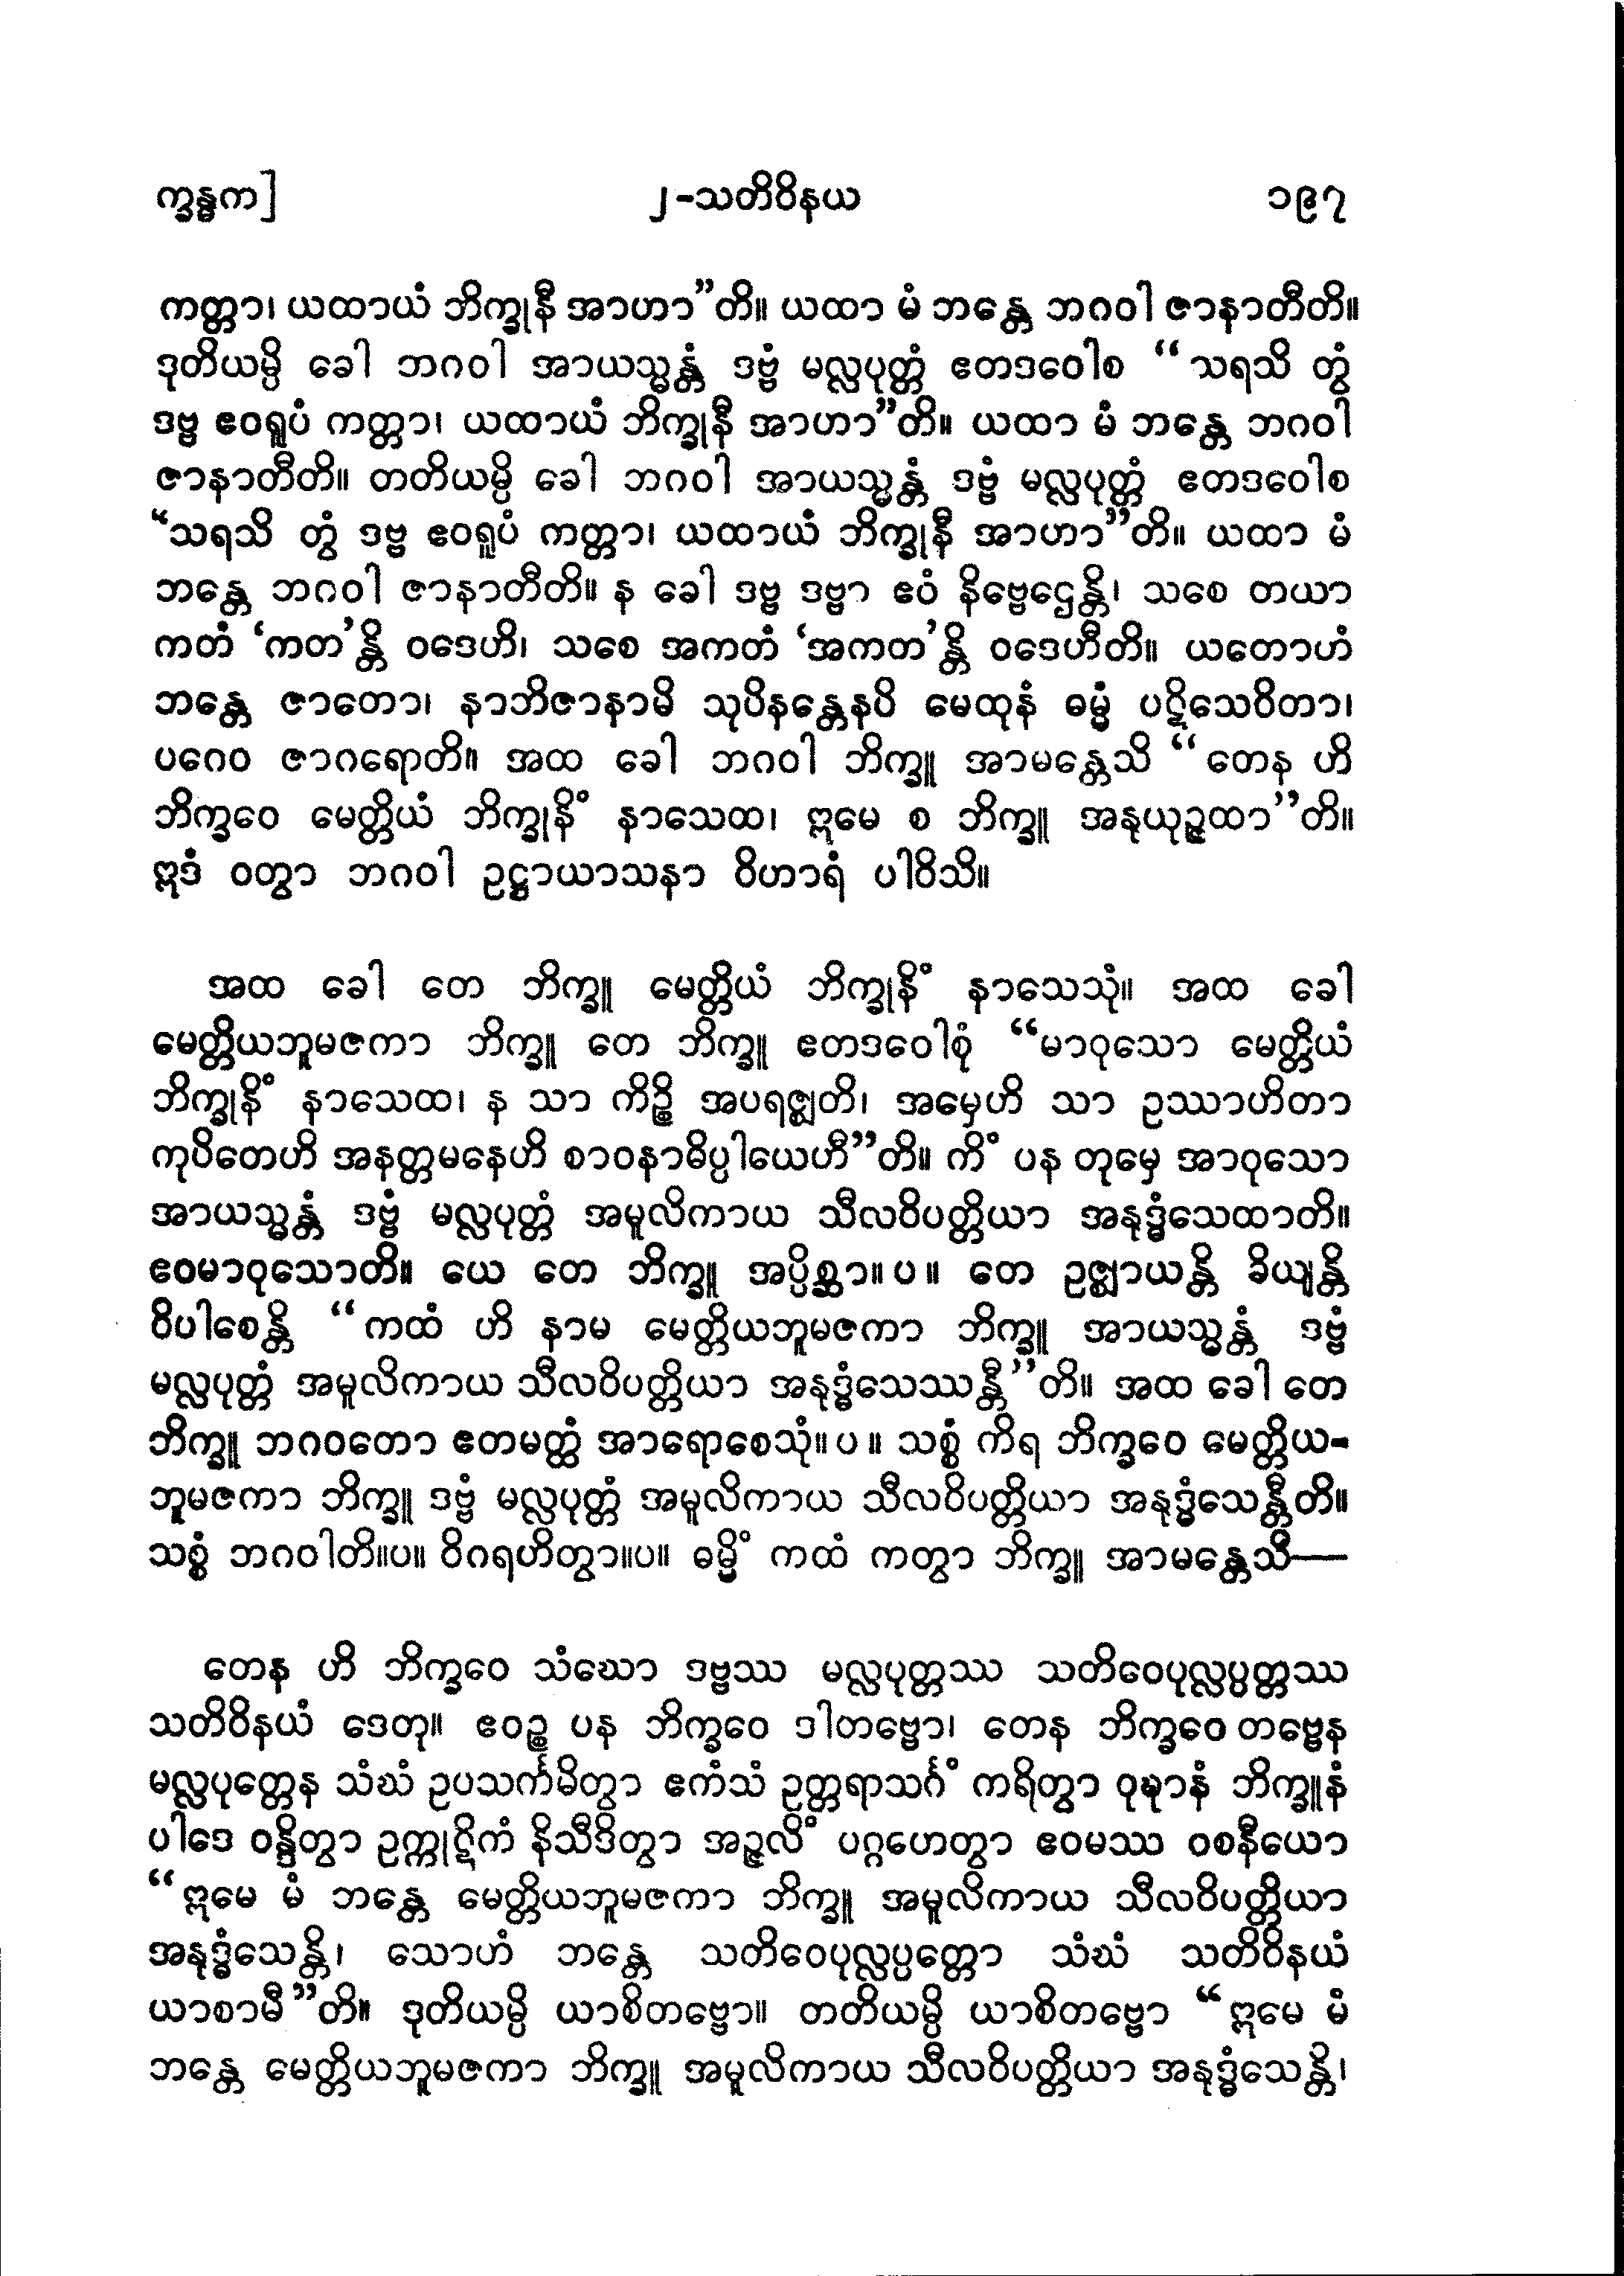 က္ခန္ဓက]
၂-သတိဝိနယ
၁၉၇
ကတ္တာ၊ ယထာယံ ဘိက္ခုနီ အာဟာ”တိ။ ယထာ မံ ဘန္တေ ဘဂဝါ ဇာနာတီတိ။
ဒုတိယမ္ပိ ခေါ ဘဂဝါ အာယသ္မန္တံ ဒဗ္ဗံ မလ္လပုတ္တံ ဧတဒဝေါစ “သရသိ တွံ
ဒဗ္ဗ ဧဝရူပံ ကတ္တာ၊ ယထာယံ ဘိက္ခုနီ အာဟာ”တိ။ ယထာ မံ ဘန္တေ ဘဂဝါ
ဇာနာတီတိ။ တတိယမ္ပိ ခေါ ဘဂဝါ အာယသ္မန္တံ ဒဗ္ဗံ မလ္လပုတ္တံ ဧတဒဝေါစ
“သရသိ တွံ ဒဗ္ဗ ဧဝရူပံ ကတ္တာ၊ ယထာယံ ဘိက္ခုနီ အာဟာ”တိ။ ယထာ မံ
ဘန္တေ ဘဂဝါ ဇာနာတီတိ။ န ခေါ ဒဗ္ဗ ဒဗ္ဗာ ဧဝံ နိဗ္ဗေဌေန္တိ၊ သစေ တယာ
ကတံ ‘ကတ’န္တိ ဝဒေဟိ၊ သစေ အကတံ ‘အကတ’န္တိ ဝဒေဟီတိ။ ယတောဟံ
ဘန္တေ ဇာတော၊ နာဘိဇာနာမိ သုပိနန္တေနပိ မေထုနံ ဓမ္မံ ပဋိသေဝိတာ၊
ပဂေဝ ဇာဂရောတိ။ အထ ခေါ ဘဂဝါ ဘိက္ခူ အာမန္တေသိ “တေန ဟိ
ဘိက္ခဝေ မေတ္တိယံ ဘိက္ခုနိံ နာသေထ၊ ဣမေ စ ဘိက္ခူ အနုယုဉ္ဇထာ”တိ။
ဣဒံ ဝတွာ ဘဂဝါ ဥဋ္ဌာယာသနာ ဝိဟာရံ ပါဝိသိ။
အထ ခေါ တေ ဘိက္ခူ မေတ္တိယံ ဘိက္ခုနိံ နာသေသုံ။ အထ ခေါ
မေတ္တိယဘူမဇကာ ဘိက္ခူ တေ ဘိက္ခူ ဧတဒဝေါစုံ “မာဝုသော မေတ္တိယံ
ဘိက္ခုနိံ နာသေထ၊ န သာ ကိဉ္စိ အပရဇ္ဈတိ၊ အမှေဟိ သာ ဥဿာဟိတာ
ကုပိတေဟိ အနတ္တမနေဟိ စာဝနာဓိပ္ပါယေဟီ”တိ။ ကိံ ပန တုမှေ အာဝုသော
အာယသ္မန္တံ ဒဗ္ဗံ မလ္လပုတ္တံ အမူလိကာယ သီလဝိပတ္တိယာ အနုဒ္ဓံသေထာတိ။
ဧဝမာဝုသောတိ။ ယေ တေ ဘိက္ခူ အပ္ပိစ္ဆာ။ ပ ။ တေ ဥဇ္ဈာယန္တိ ခိယျန္တိ
ဝိပါစေန္တိ “ကထံ ဟိ နာမ မေတ္တိယဘူမဇကာ ဘိက္ခူ အာယသ္မန္တံ ဒဗ္ဗံ
မလ္လပုတ္တံ အမူလိကာယ သီလဝိပတ္တိယာ အနုဒ္ဓံသေဿန္တီ”တိ။ အထ ခေါ တေ
ဘိက္ခူ ဘဂဝတော ဧတမတ္ထံ အာရောစေသုံ။ ပ ။ သစ္စံ ကိရ ဘိက္ခဝေ မေတ္တိယ-
ဘူမဇကာ ဘိက္ခူ ဒဗ္ဗံ မလ္လပုတ္တံ အမူလိကာယ သီလဝိပတ္တိယာ အနုဒ္ဓံသေန္တီတိ။
သစ္စံ ဘဂဝါတိ။ပ။ ဝိဂရဟိတွာ။ပ။ ဓမ္မိံ ကထံ ကတွာ ဘိက္ခူ အာမန္တေသိ—
တေန ဟိ ဘိက္ခဝေ သံဃော ဒဗ္ဗဿ မလ္လပုတ္တဿ သတိဝေပုလ္လပ္ပတ္တဿ
သတိဝိနယံ ဒေတု။ ဧဝဉ္စ ပန ဘိက္ခဝေ ဒါတဗ္ဗော၊ တေန ဘိက္ခဝေ တဗ္ဗေန
မလ္လပုတ္တေန သံဃံ ဥပသင်္ကမိတွာ ဧကံသံ ဥတ္တရာသင်္ဂံ ကရိတွာ ဝုဍ္ဎာနံ ဘိက္ခူနံ
ပါဒေ ဝန္ဒိတွာ ဥက္ကုဋိကံ နိသီဒိတွာ အဉ္ဇလိံ ပဂ္ဂဟေတွာ ဧဝမဿ ဝစနီယော
“ဣမေ မံ ဘန္တေ မေတ္တိယဘူမဇကာ ဘိက္ခူ အမူလိကာယ သီလဝိပတ္တိယာ
အနုဒ္ဓံသေန္တိ၊ သောဟံ ဘန္တေ သတိဝေပုလ္လပ္ပတ္တော သံဃံ သတိဝိနယံ
ယာစာမီ”တိ။ ဒုတိယမ္ပိ ယာစိတဗ္ဗော။ တတိယမ္ပိ ယာစိတဗ္ဗော “ဣမေ မံ
ဘန္တေ မေတ္တိယဘူမဇကာ ဘိက္ခူ အမူလိကာယ သီလဝိပတ္တိယာ အနုဒ္ဓံသေန္တိ၊